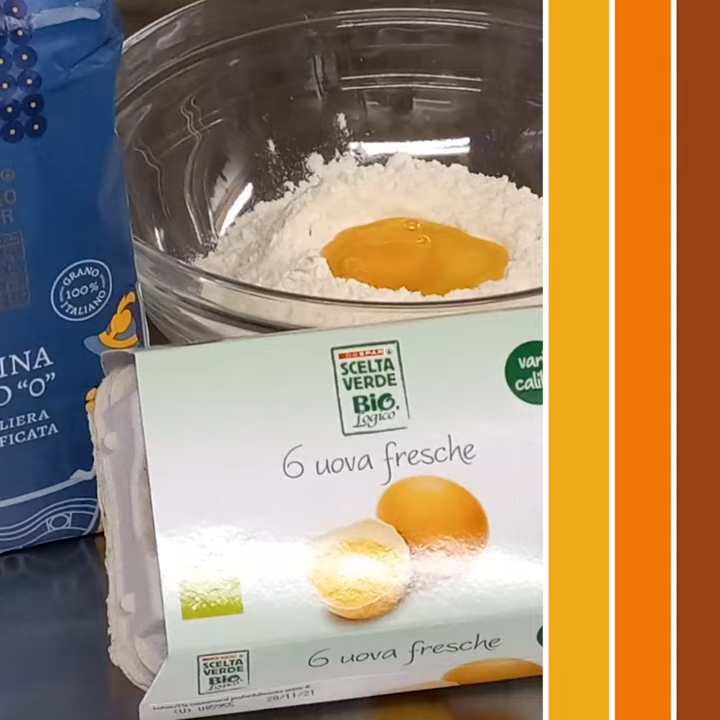 GRANO
100%
ITALIANO
INA
O "0"
LIERA
FICATA
DESPAR
SCELTA
VERDE
BIO,
Logico
var
cali
6 uova fresche
SCELTA
VERDE
BIO,
Logico
6 uova fresche
28/11/21